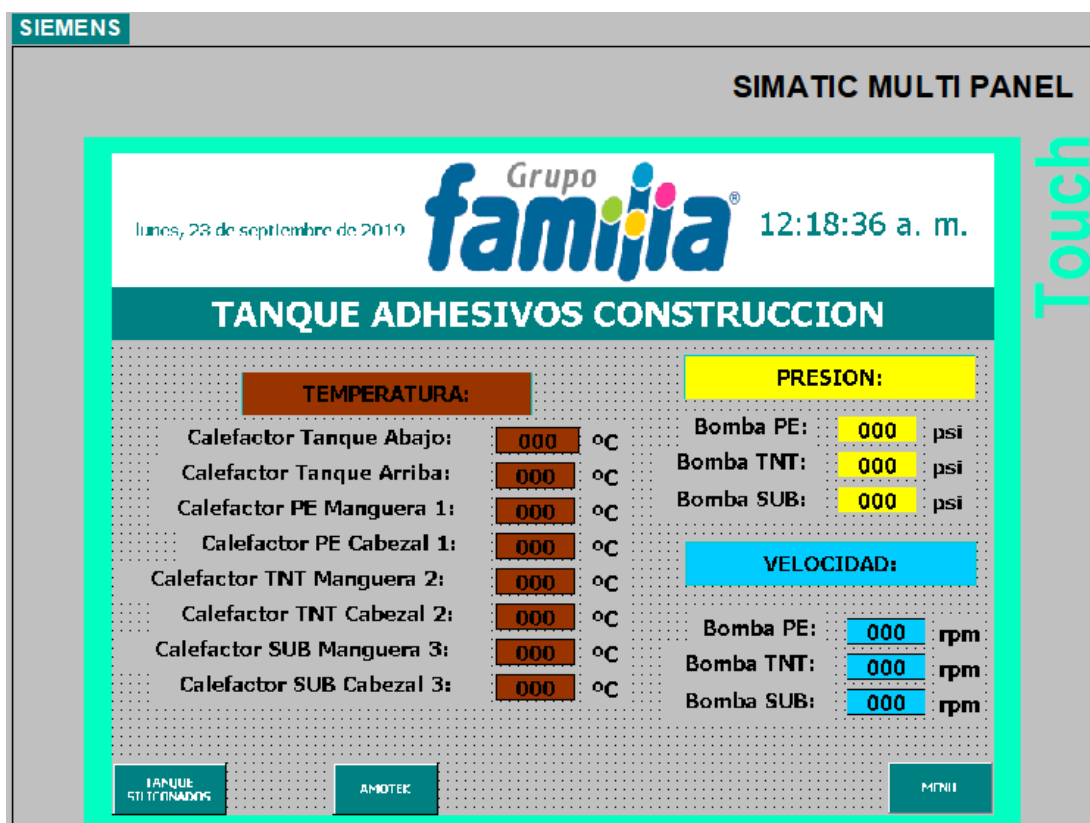 SIEMENS
SIMATIC MULTI PANEL
Touch
Grupo
familia®
lunes, 23 de septiembre de 2019
12:18:36 a. m.
TANQUE ADHESIVOS CONSTRUCCION
TEMPERATURA:
Calefactor Tanque Abajo: 000 ºC
Calefactor Tanque Arriba: 000 ºC
Calefactor PE Manguera 1: 000 ºC
Calefactor PE Cabezal 1: 000 ºC
Calefactor TNT Manguera 2: 000 ºC
Calefactor TNT Cabezal 2: 000 ºC
Calefactor SUB Manguera 3: 000 ºC
Calefactor SUB Cabezal 3: 000 ºC
PRESION:
Bomba PE: 000 psi
Bomba TNT: 000 psi
Bomba SUB: 000 psi
VELOCIDAD:
Bomba PE: 000 rpm
Bomba TNT: 000 rpm
Bomba SUB: 000 rpm
TANQUE
SILICONADOS
AMOTEK
MENU